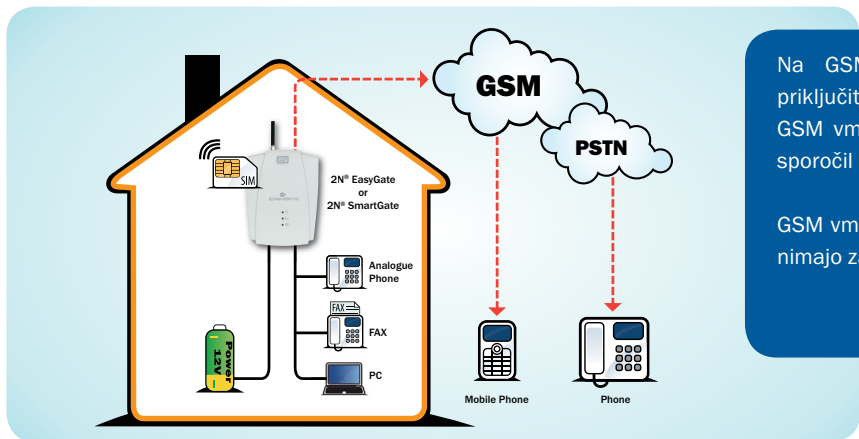 GSM
PSTN
SIM
2N® EasyGate
or
2N® SmartGate
Analogue
Phone
FAX
FAX
PC
Power
12V
Mobile Phone
Phone
Na GSM
GSM vm
sporočil
GSM vm
nimajo